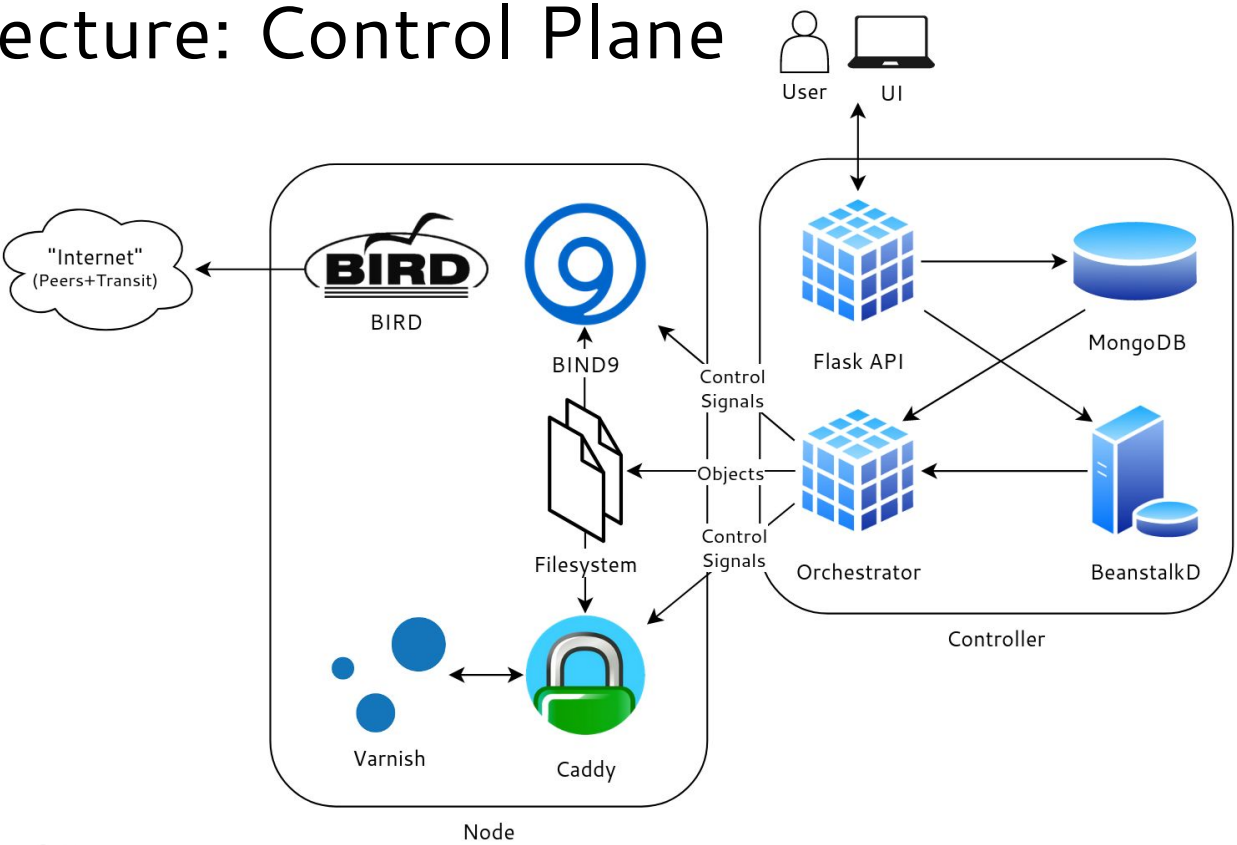 ecture: Control Plane
User
UI
"Internet"
(Peers+Transit)
BIRD
BIRD
9
BIND9
Flask API
MongoDB
Control
Signals
Objects
Control
Signals
Filesystem
Orchestrator
BeanstalkD
Controller
Varnish
Caddy
Node